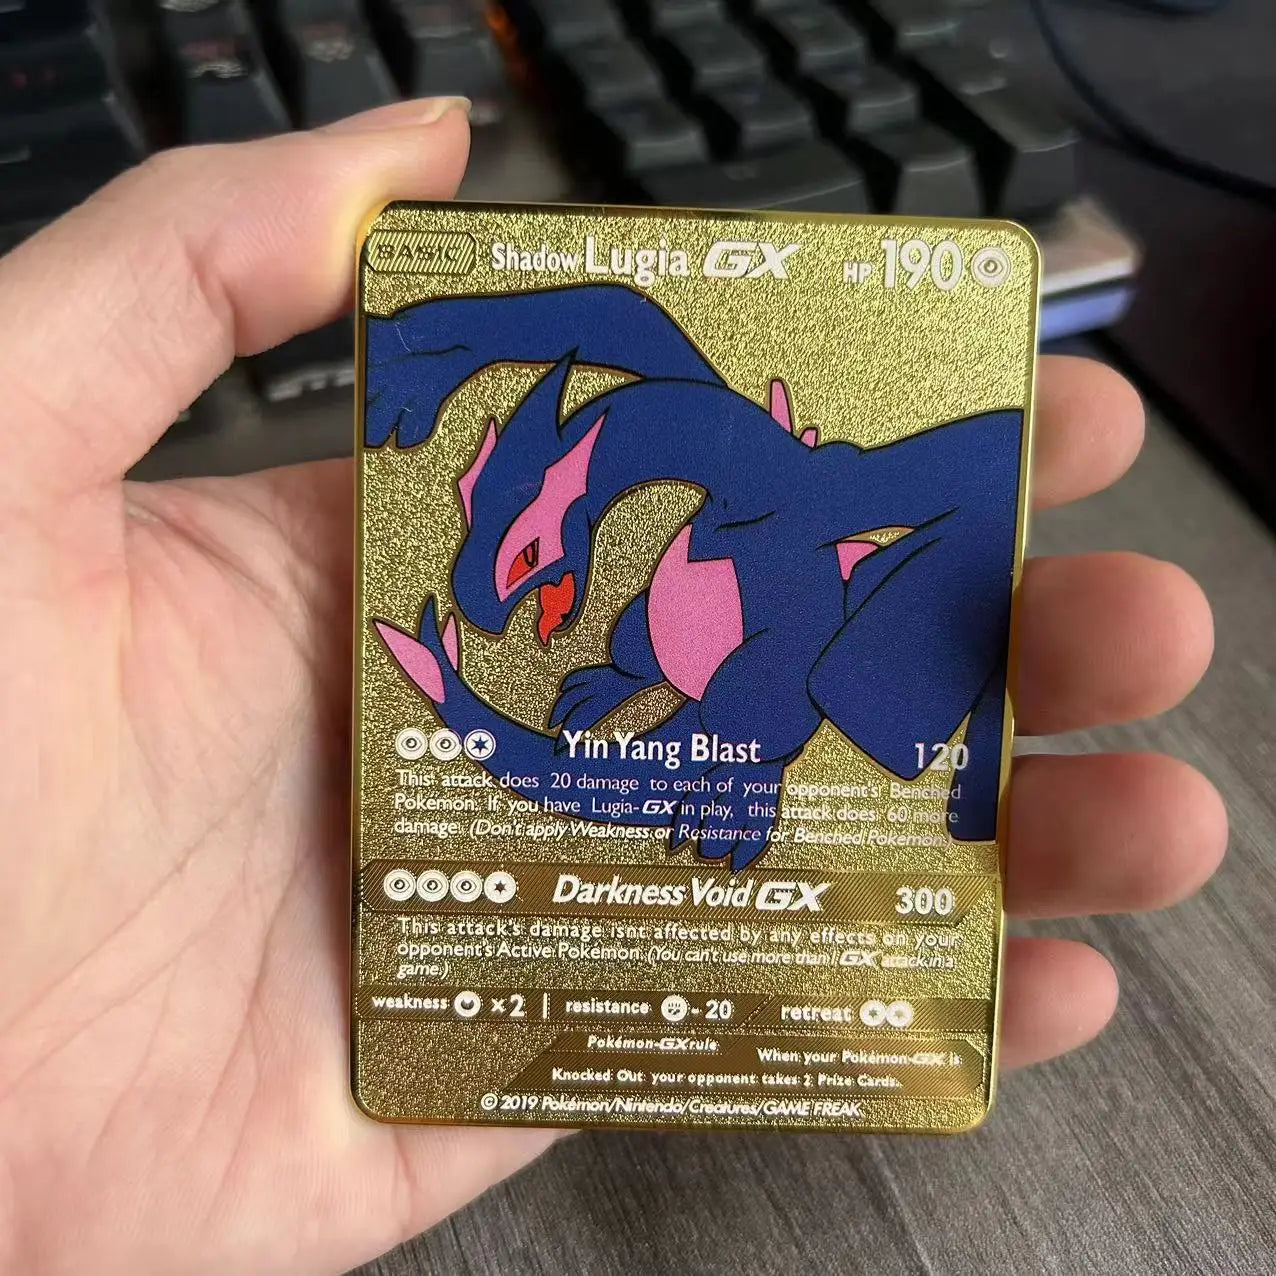 BASIC Shadow Lugia GX HP 190
Yin Yang Blast 120
This attack does 20 damage to each of your opponent's Benched
Pokemon. If you have Lugia-GX in play, this attack does 60 more
damage. (Don't apply Weakness or Resistance for Benched Pokemon.)
Darkness Void GX 300
This attack's damage isnt affected by any effects on your
opponent's Active Pokemon. (You can't use more than 1 GX attack in a
game.)
weakness x2 | resistance -20 retreat
Pokémon-GX rule When your Pokémon-GX is
Knocked Out, your opponent takes 2 Prize Cards.
© 2019 Pokémon/Nintendo/Creatures/GAME FREAK